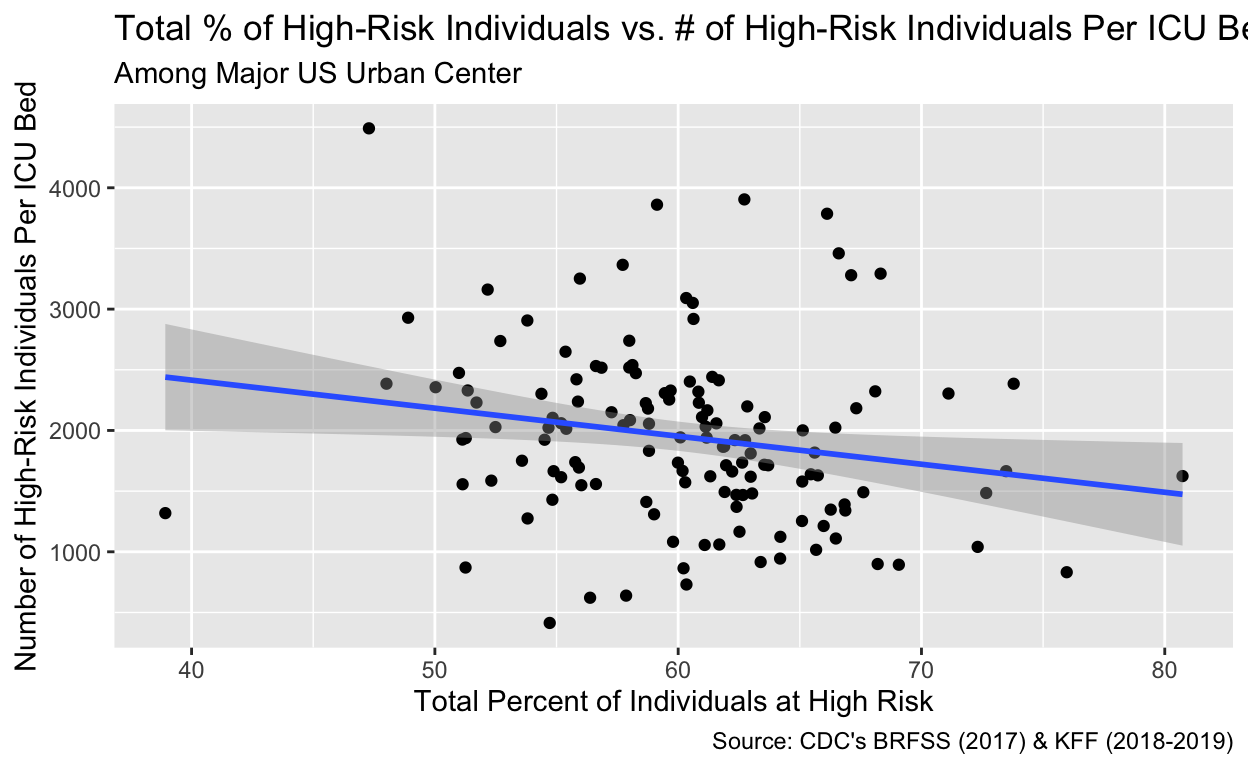 Total % of High-Risk Individuals vs. # of High-Risk Individuals Per ICU Be
Among Major US Urban Center
Number of High-Risk Individuals Per ICU Bed
4000
3000
2000
1000
40 50 60 70 80
Total Percent of Individuals at High Risk
Source: CDC's BRFSS (2017) & KFF (2018-2019)